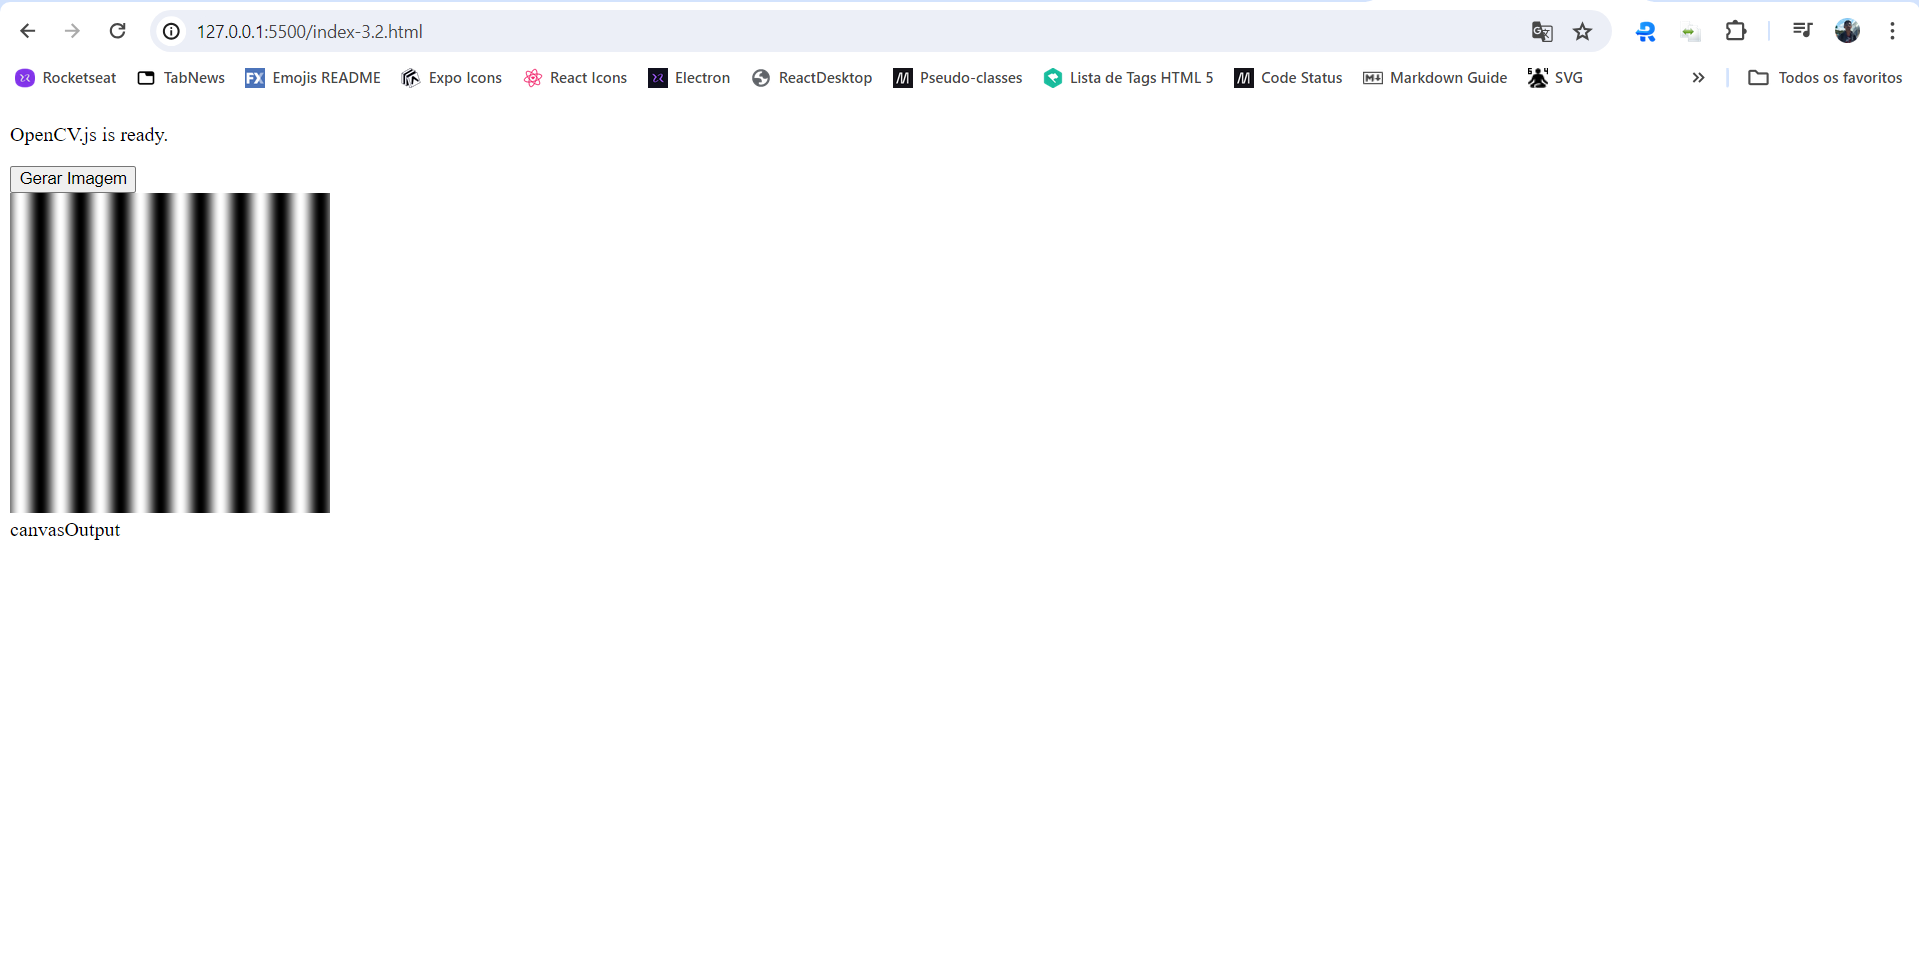 127.0.0.1:5500/index-3.2.html
Rocketseat TabNews FX Emojis README Expo Icons React Icons Electron ReactDesktop Pseudo-classes Lista de Tags HTML 5 Code Status Markdown Guide SVG » Todos os favoritos
OpenCV.js is ready.
Gerar Imagem
canvasOutput